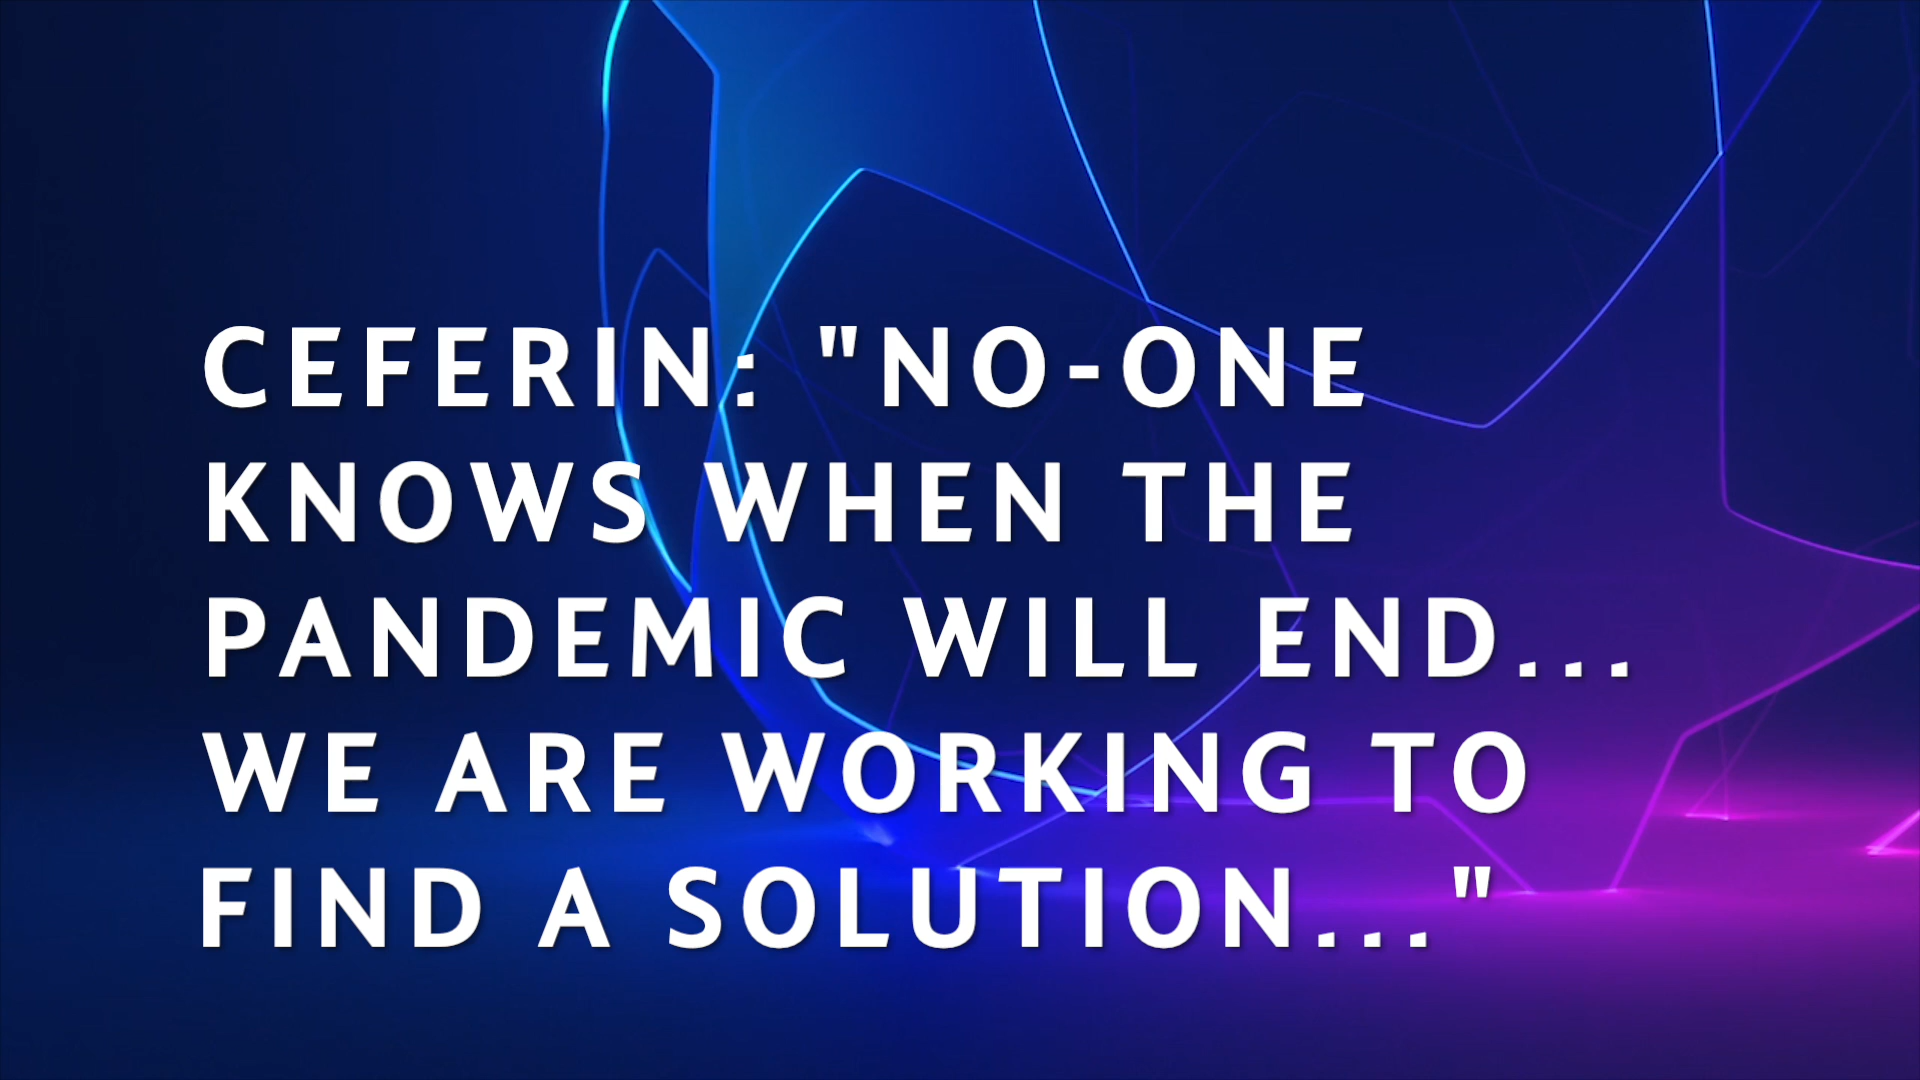 CEFERIN: "NO-ONE
KNOWS WHEN THE
PANDEMIC WILL END...
WE ARE WORKING TO
FIND A SOLUTION..."